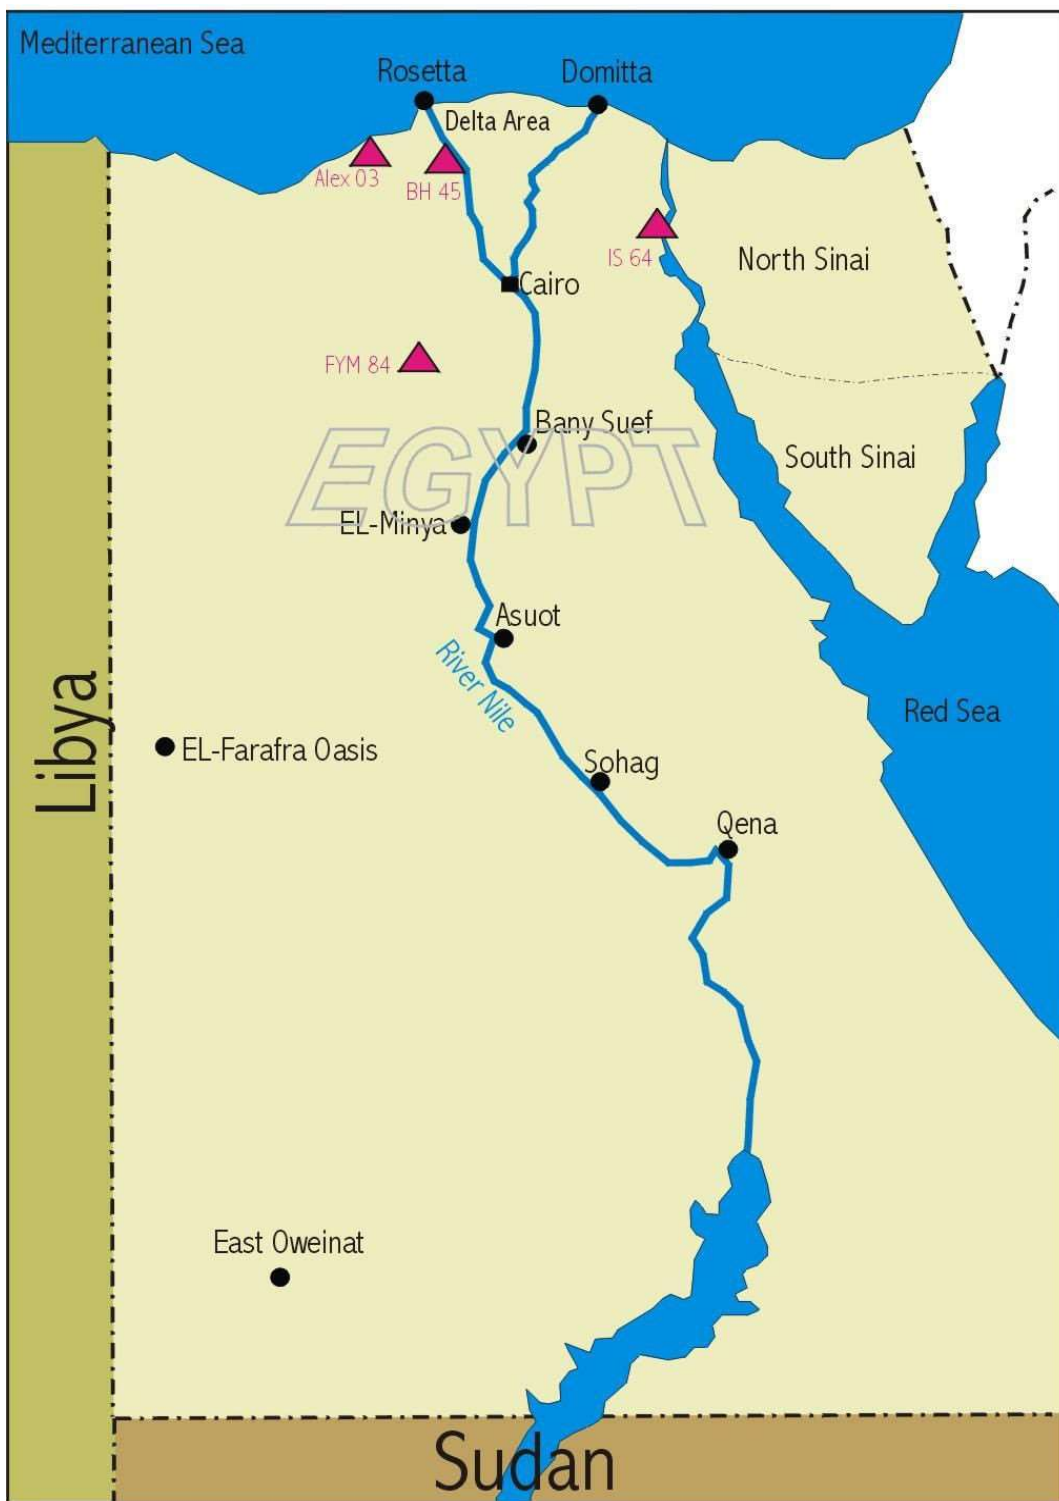 Mediterranean Sea
Rosetta
Domitta
Delta Area
Alex 03
BH 45
IS 64
North Sinai
Cairo
FYM 84
Bany Suef
EGYPT
South Sinai
EL-Minya
Asuot
River Nile
Libya
Red Sea
EL-Farafra Oasis
Sohag
Qena
East Oweinat
Sudan